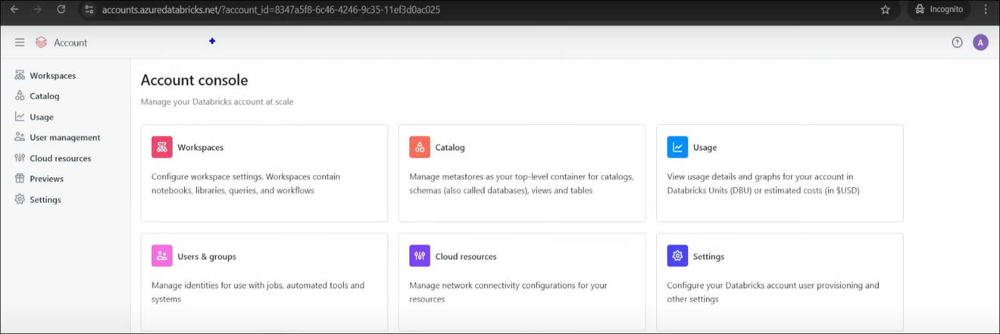 accounts.azuredatabricks.net/?account_id=8347a5f8-6c46-4246-9c35-11ef3d0ac025
Incognito
Account
A
Workspaces
Catalog
Usage
User management
Cloud resources
Previews
Settings
Account console
Manage your Databricks account at scale
Workspaces
Configure workspace settings. Workspaces contain
notebooks, libraries, queries, and workflows
Catalog
Manage metastores as your top-level container for catalogs,
schemas (also called databases), views and tables
Usage
View usage details and graphs for your account in
Databricks Units (DBU) or estimated costs (in $USD)
Users & groups
Manage identities for use with jobs, automated tools and
systems
Cloud resources
Manage network connectivity configurations for your
resources
Settings
Configure your Databricks account user provisioning and
other settings